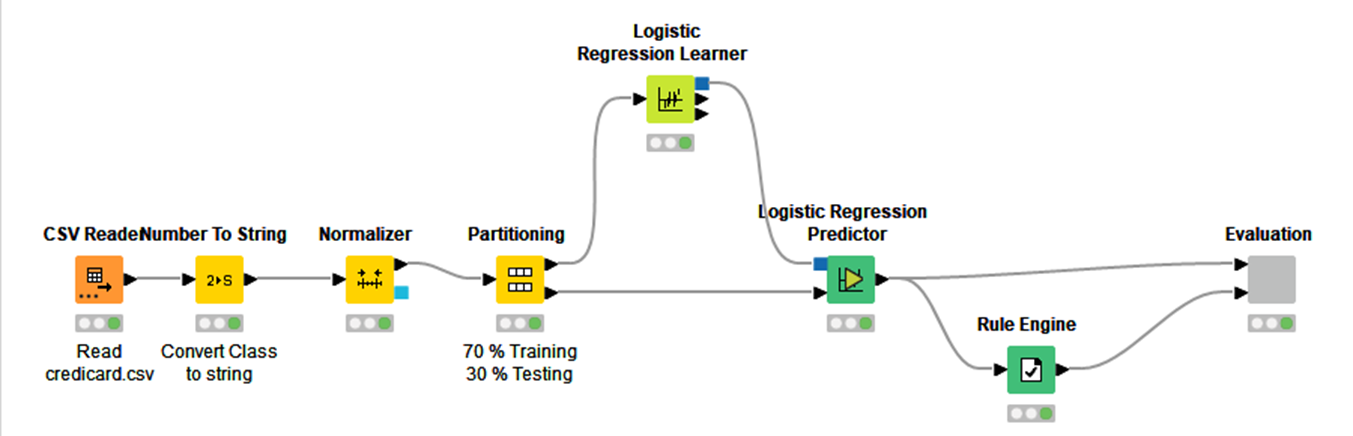 Logistic
Regression Learner
Logistic Regression
Predictor
Evaluation
CSV Reader
Number To String
Normalizer
Partitioning
2▸S
Rule Engine
Read
credicard.csv
Convert Class
to string
70 % Training
30 % Testing